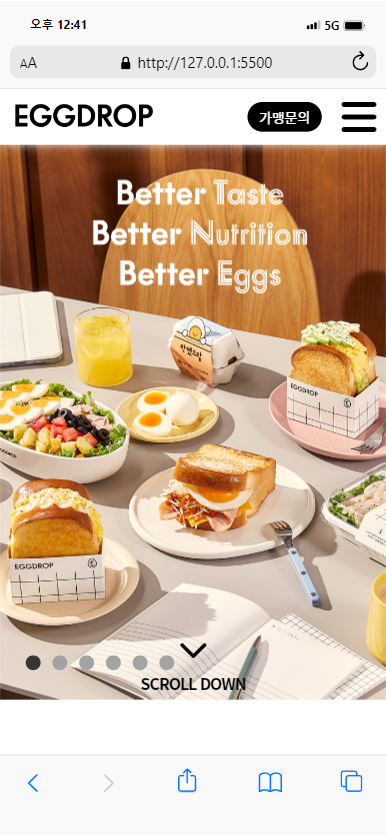 오후 12:41
5G
AA
http://127.0.0.1:5500
EGGDROP
가맹문의
Better Taste
Better Nutrition
Better Eggs
EGGDROP
EGGDROP
SCROLL DOWN